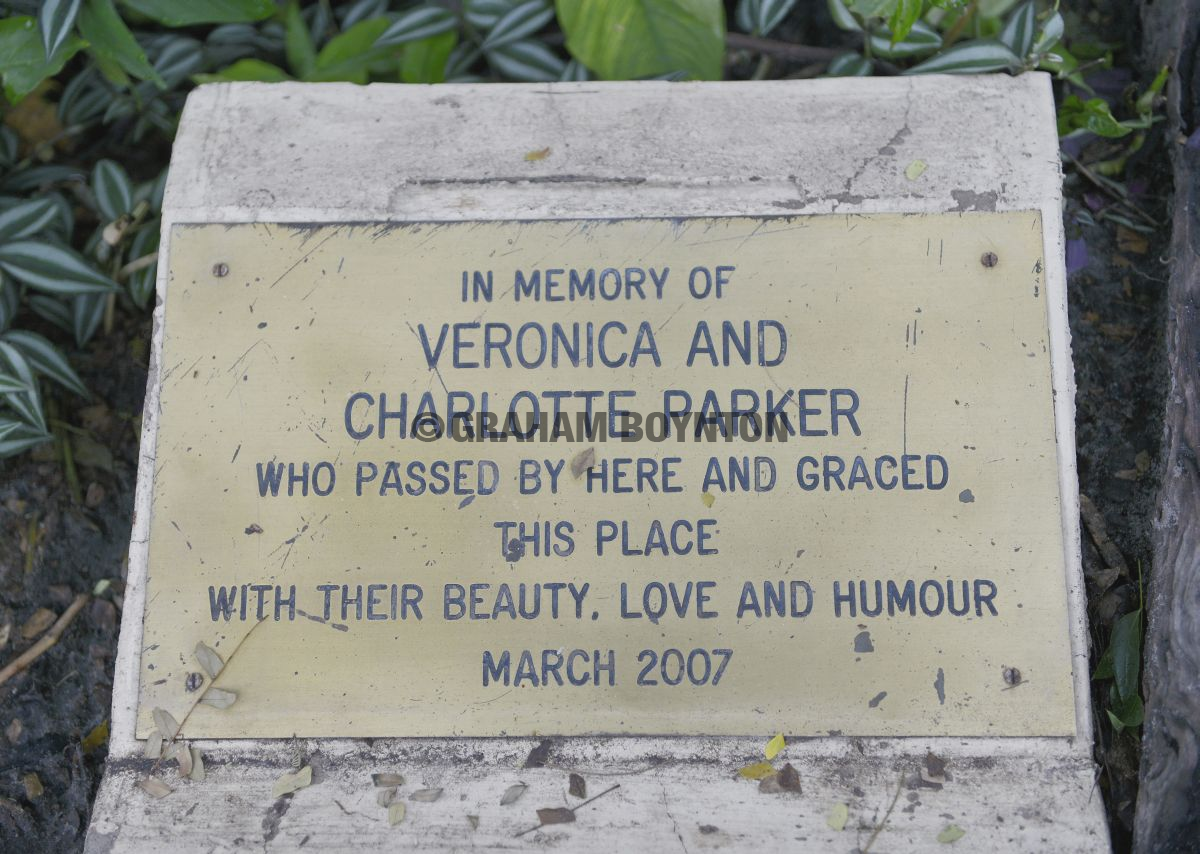 IN MEMORY OF
VERONICA AND
CHARLOTTE PARKER
©GRAHAM BOYNTON
WHO PASSED BY HERE AND GRACED
THIS PLACE
WITH THEIR BEAUTY, LOVE AND HUMOUR
MARCH 2007